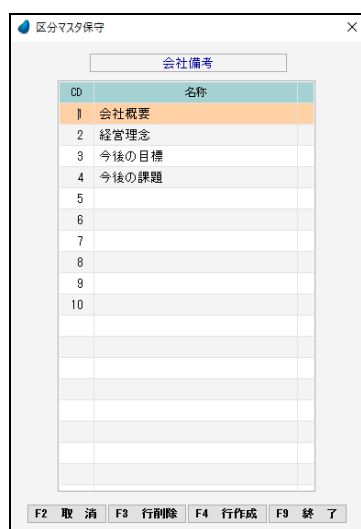 区分マスタ保守
会社備考
CD 名称
1 会社概要
2 経営理念
3 今後の目標
4 今後の課題
5
6
7
8
9
10
F2 取 消 F3 行削除 F4 行作成 F9 終 了